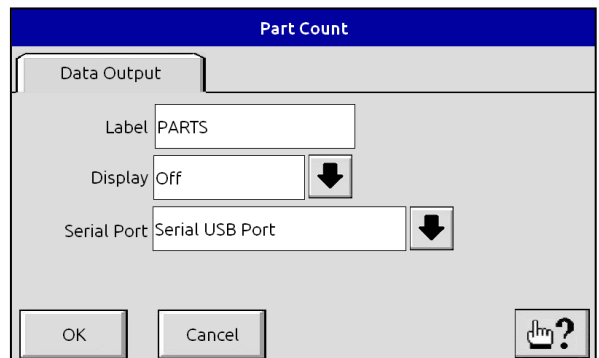 Part Count
Data Output
Label PARTS
Display Off
Serial Port Serial USB Port
OK Cancel ?